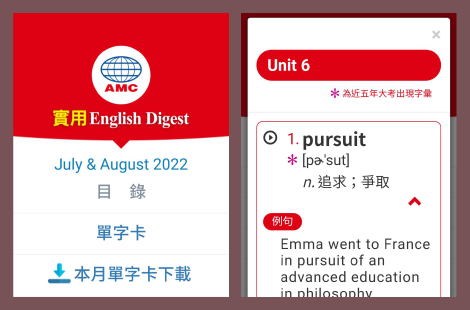 AMC
實用 English Digest
July & August 2022
目 錄
單字卡
本月單字卡下載
×
Unit 6
* 為近五年大考出現字彙
1. pursuit
* [pɚˋsut]
n. 追求；爭取
例句
Emma went to France
in pursuit of an
advanced education
in philosophy